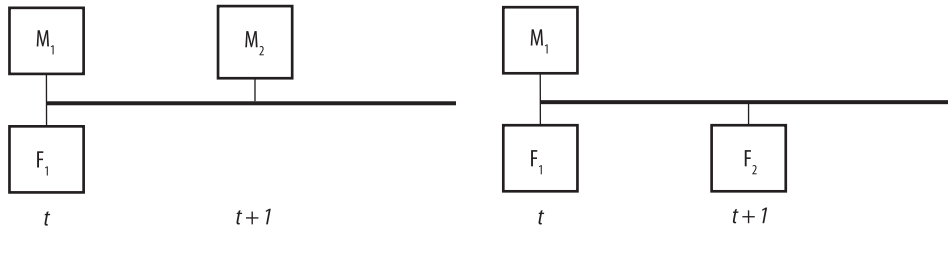 M₁ M₂ M₁
F₁ F₁ F₂
t t + 1 t t + 1